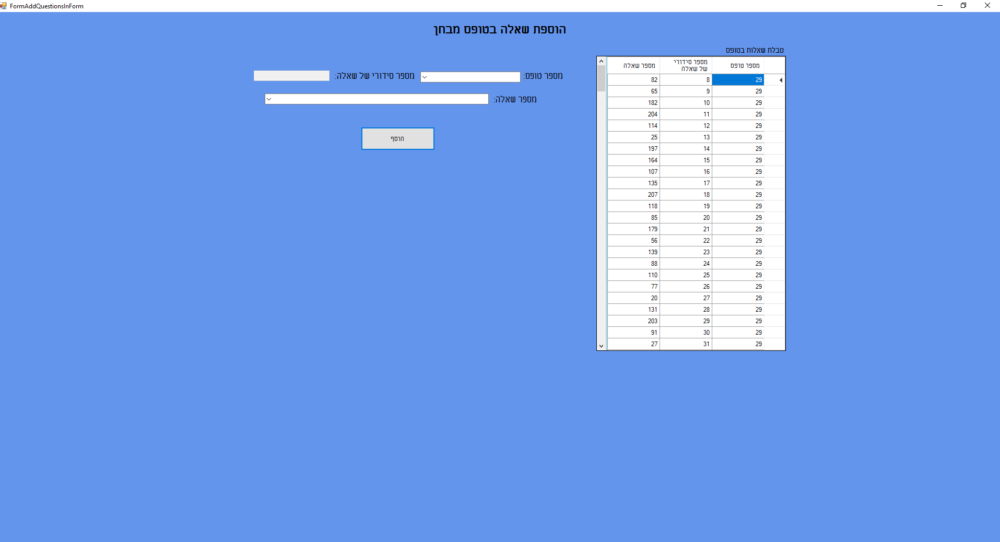 FormAddQuestionsInForm
הוספת שאלה בטופס מבחן
טבלת שאלות בטופס
מספר טופס: מספר סידורי של שאלה:
מספר שאלה:
הוסף
מספר טופס מספר סידורי של שאלה מספר שאלה
29 8 82
29 9 65
29 10 182
29 11 204
29 12 114
29 13 25
29 14 197
29 15 164
29 16 107
29 17 135
29 18 207
29 19 118
29 20 85
29 21 179
29 22 56
29 23 139
29 24 88
29 25 110
29 26 77
29 27 20
29 28 131
29 29 203
29 30 91
29 31 27